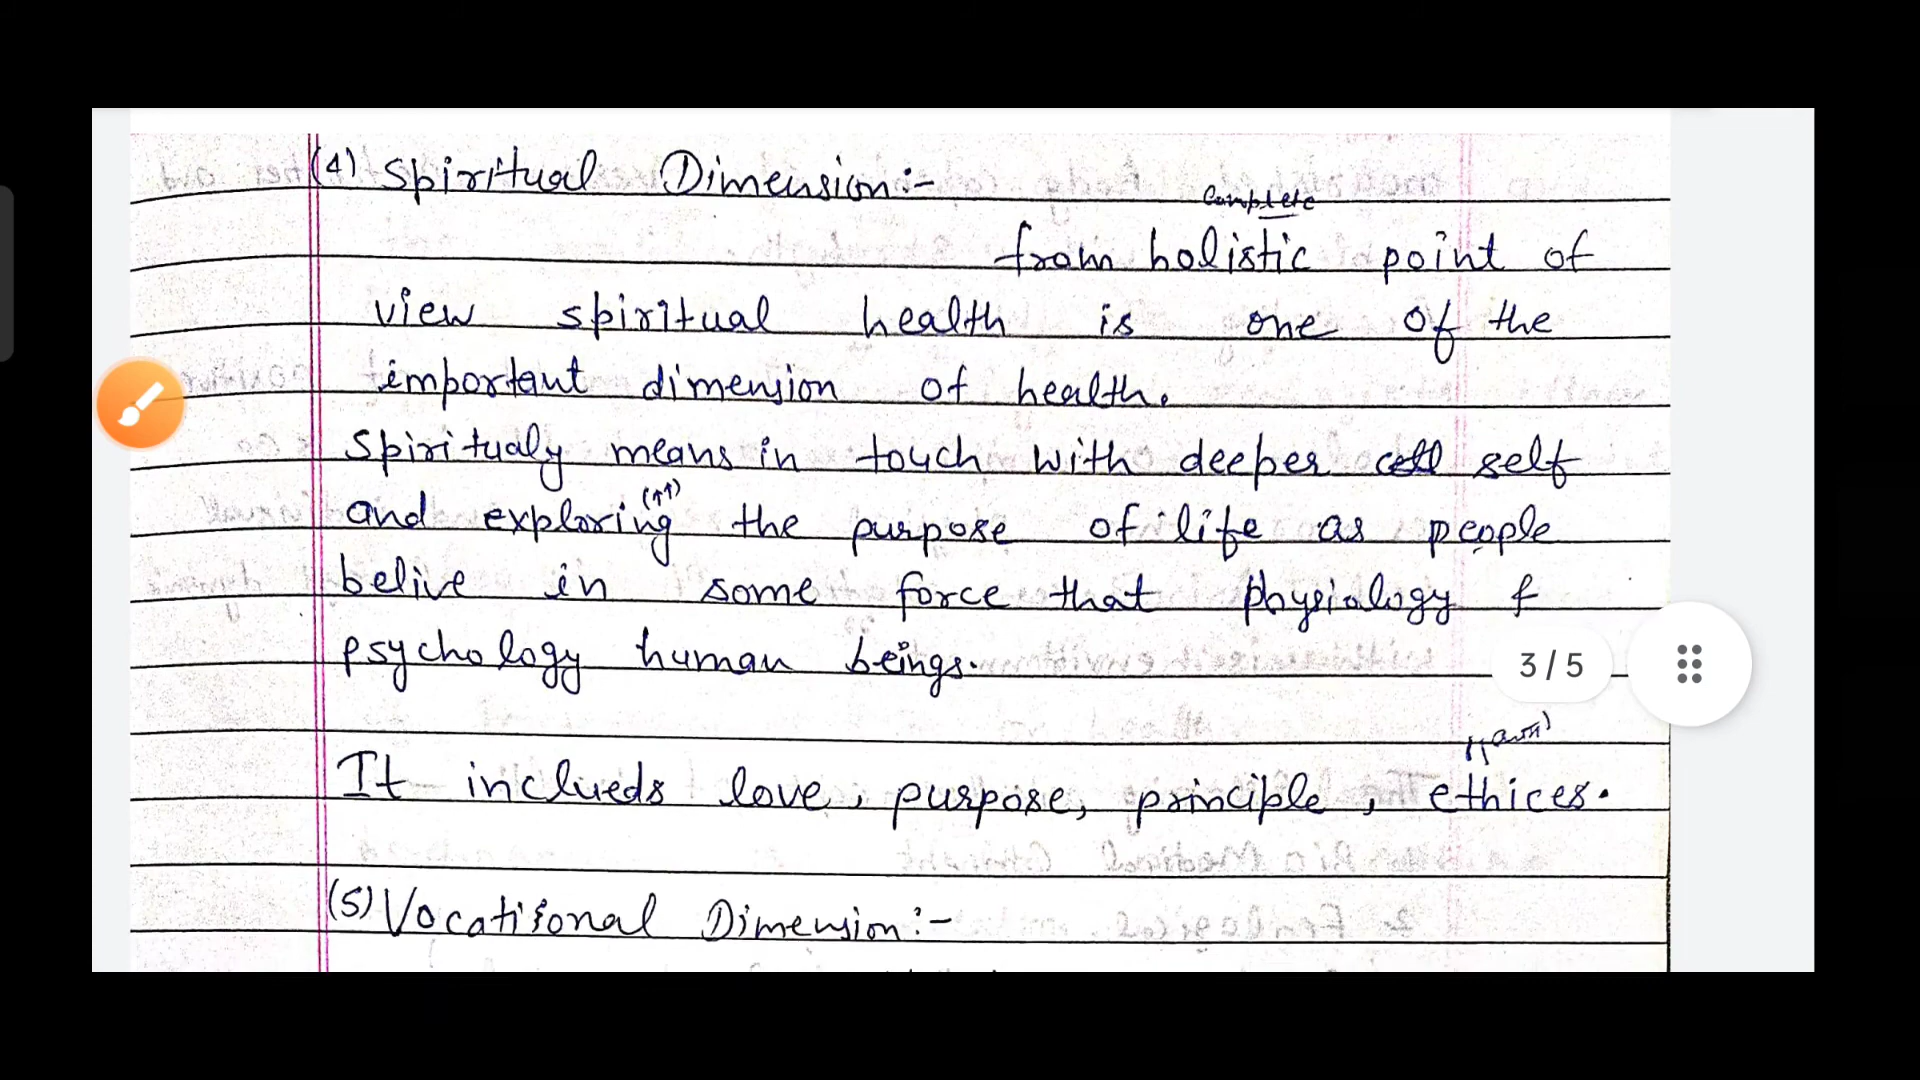 (4) Spiritual Dimension:-
Complete
from holistic point of
view spiritual health is one of the
important dimension of health.
Spiritualy means in touch with deeper self
(↑↑)
and exploring the purpose of life as people
belive in some force that physiology &
psychology human beings.
3/5
It inclueds love, purpose, principle, ethices.
(5) Vocational Dimension:-